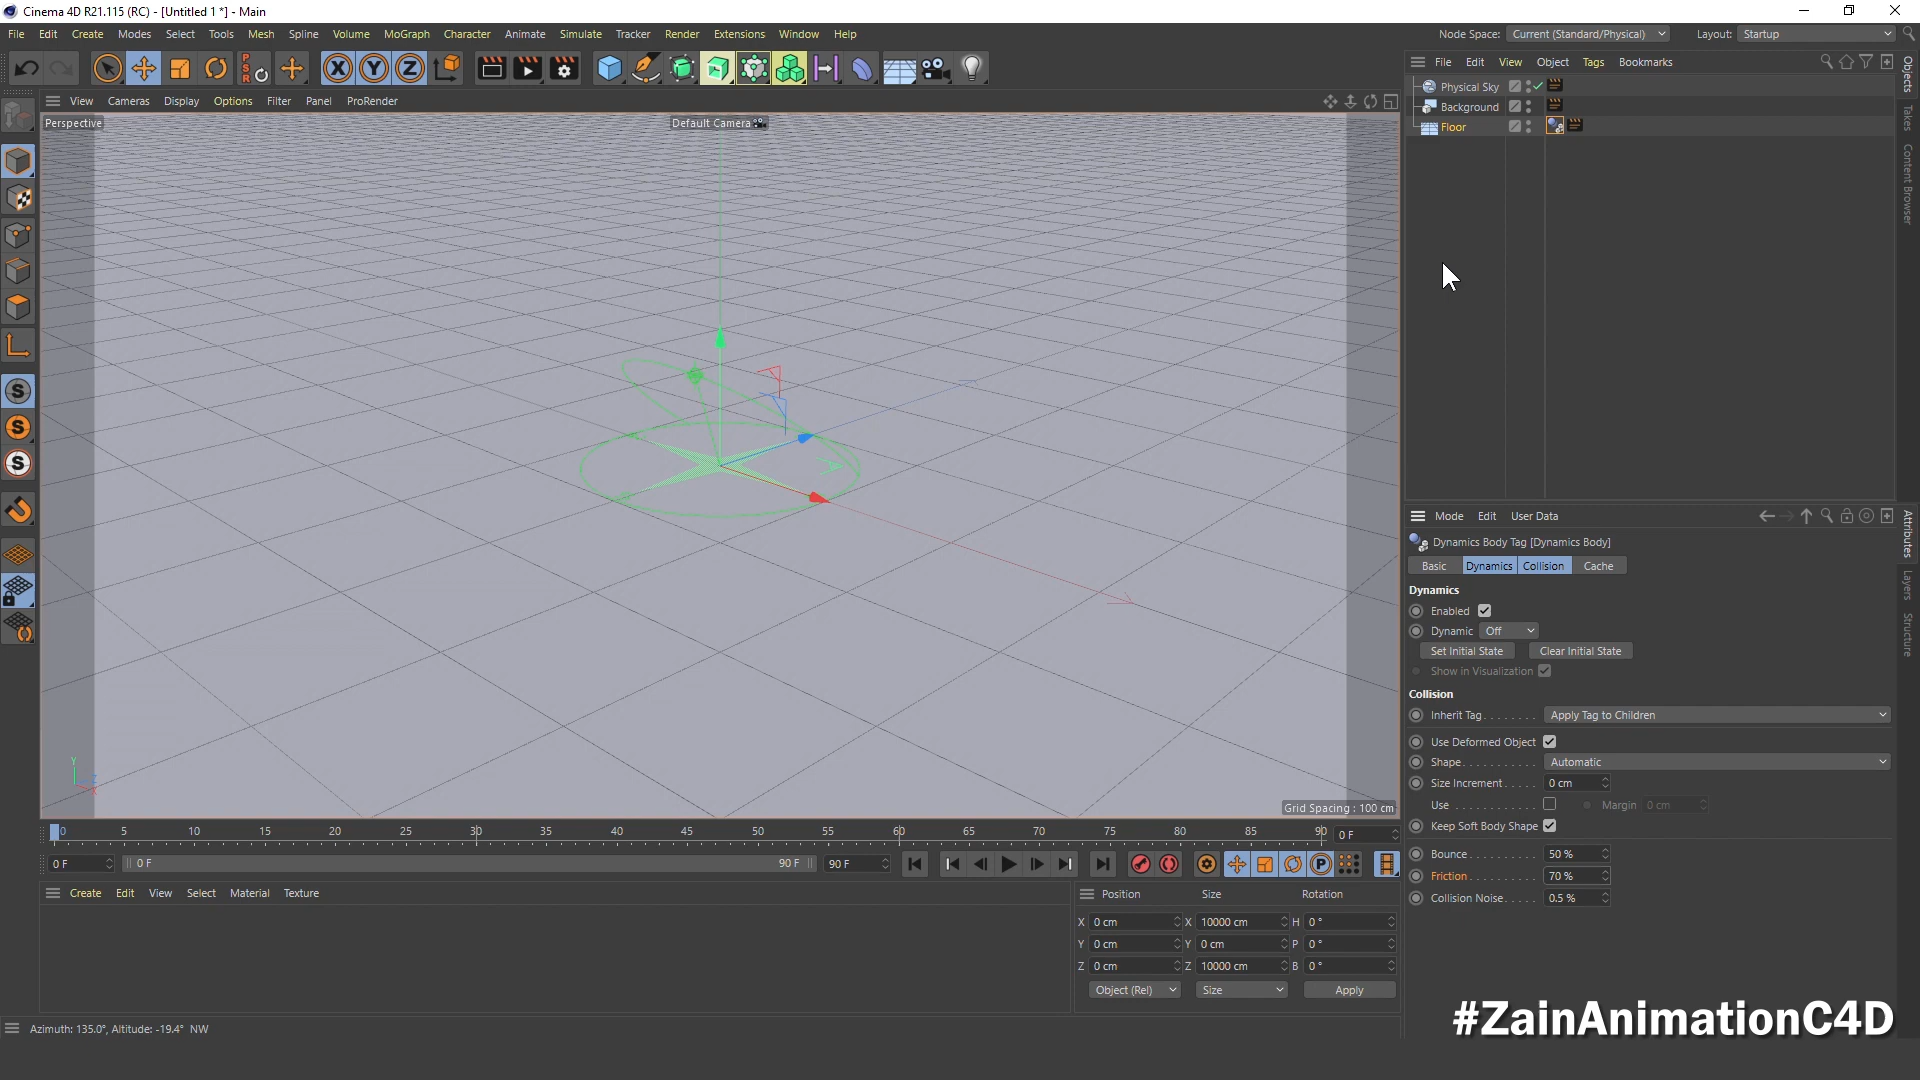 Cinema 4D R21.115 (RC) - [Untitled 1 *] - Main
File Edit Create Modes Select Tools Mesh Spline Volume MoGraph Character Animate Simulate Tracker Render Extensions Window Help
Node Space: Current (Standard/Physical) Layout: Startup
PSR X Y Z
View Cameras Display Options Filter Panel ProRender
Perspective
Default Camera
File Edit View Object Tags Bookmarks
Physical Sky
Background
Floor
Objects
Takes
Content Browser
S
S
S
Mode Edit User Data
Dynamics Body Tag [Dynamics Body]
Basic Dynamics Collision Cache
Dynamics
Enabled
Dynamic Off
Set Initial State Clear Initial State
Show in Visualization
Collision
Inherit Tag........ Apply Tag to Children
Use Deformed Object
Shape........... Automatic
Size Increment..... 0 cm
Use ............ Margin 0 cm
Keep Soft Body Shape
Bounce.......... 50 %
Friction.......... 70 %
Collision Noise..... 0.5 %
Attributes
Layers
Structure
Y
Z
X
Grid Spacing : 100 cm
0 5 10 15 20 25 30 35 40 45 50 55 60 65 70 75 80 85 90 0 F
0 F 0 F 90 F 90 F P
Create Edit View Select Material Texture
Position Size Rotation
X 0 cm X 10000 cm H 0 °
Y 0 cm Y 0 cm P 0 °
Z 0 cm Z 10000 cm B 0 °
Object (Rel) Size Apply
Azimuth: 135.0°, Altitude: -19.4° NW
#ZainAnimationC4D